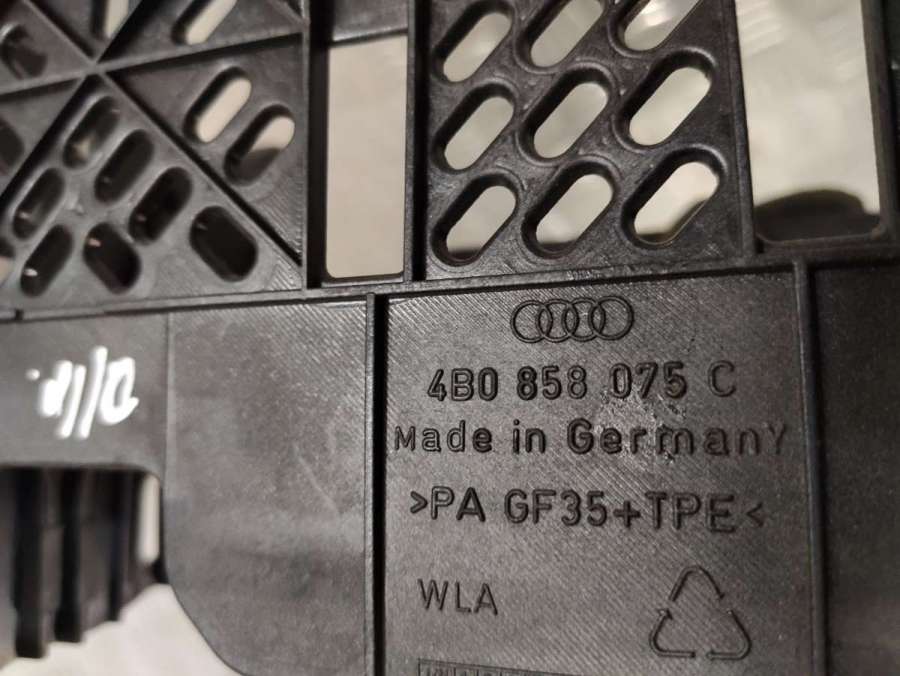 4B0 858 075 C
Made in GermanY
>PA GF35+TPE<
WLA